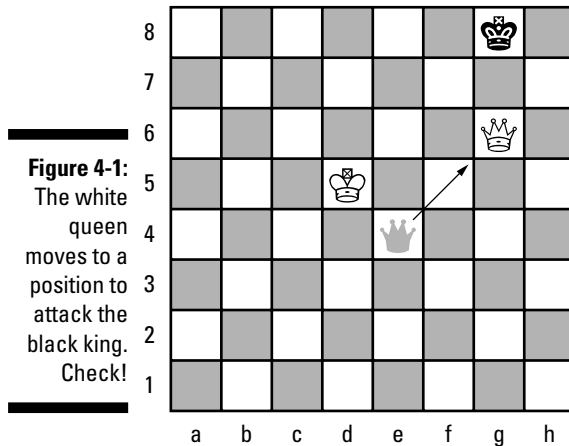 Figure 4-1:
The white
queen
moves to a
position to
attack the
black king.
Check!
8
7
6
5
4
3
2
1
a b c d e f g h